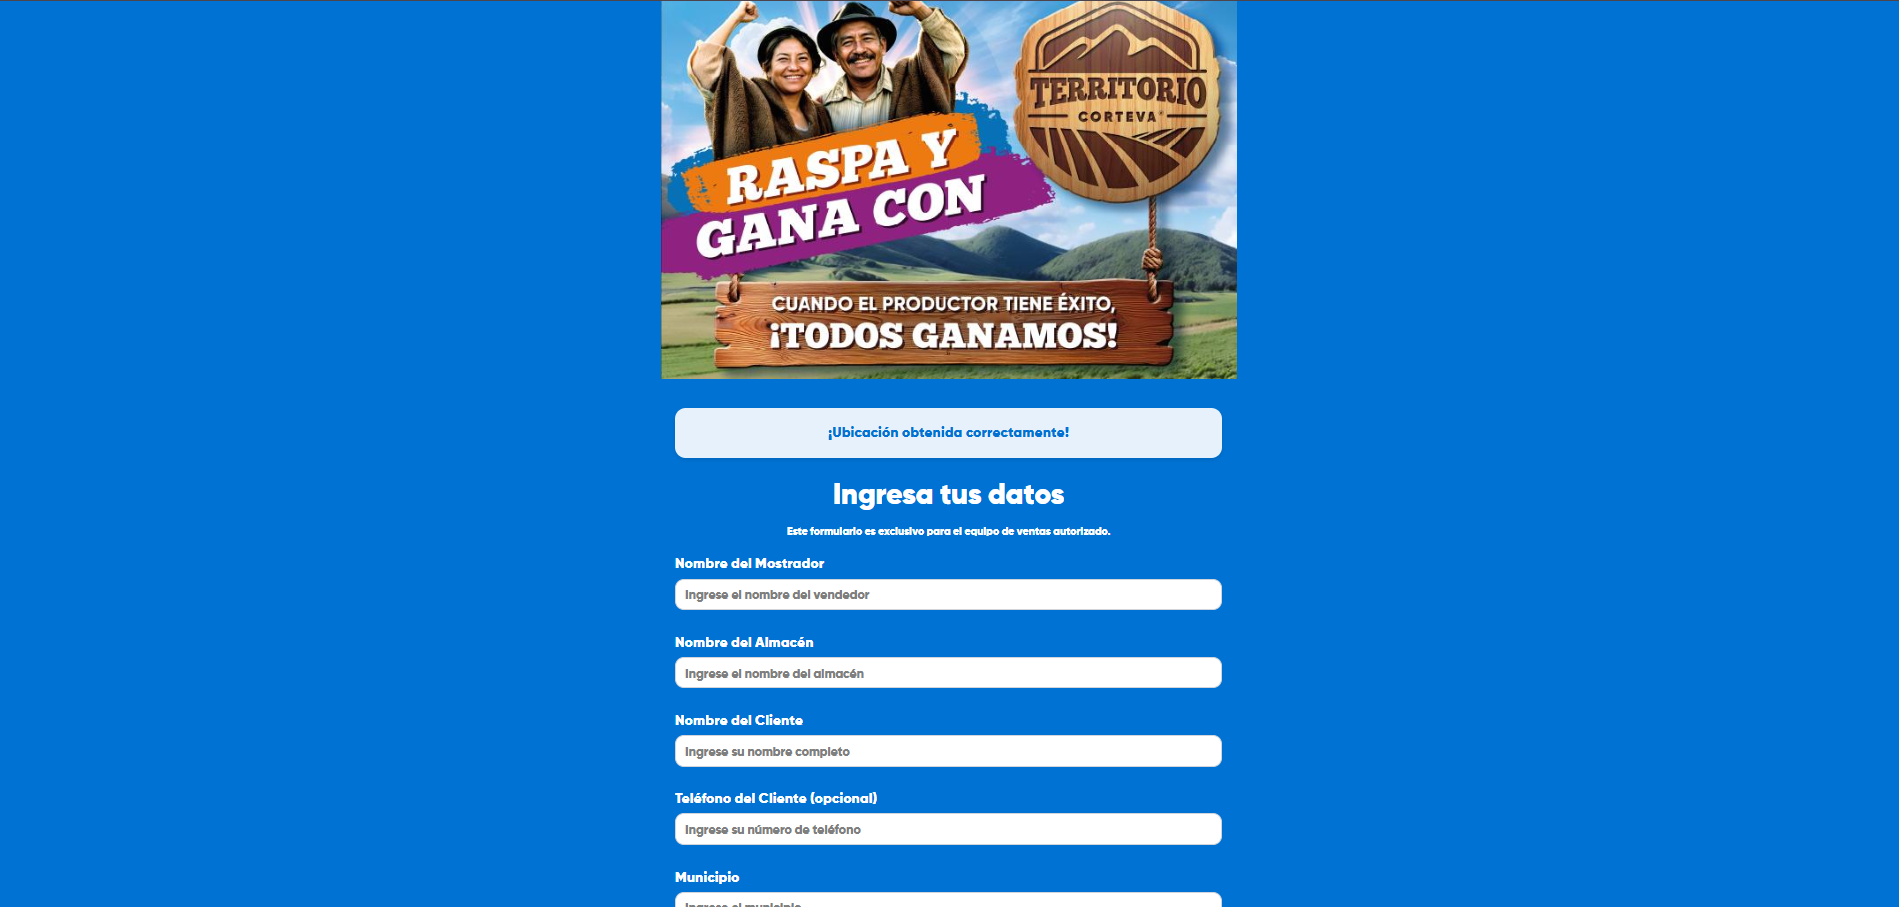 TERRITORIO
CORTEVA
RASPA Y
GANA CON
CUANDO EL PRODUCTOR TIENE ÉXITO,
¡TODOS GANAMOS!
¡Ubicación obtenida correctamente!
Ingresa tus datos
Este formulario es exclusivo para el equipo de ventas autorizado.
Nombre del Mostrador
Ingrese el nombre del vendedor
Nombre del Almacén
Ingrese el nombre del almacén
Nombre del Cliente
Ingrese su nombre completo
Teléfono del Cliente (opcional)
Ingrese su número de teléfono
Municipio
Ingrese el municipio